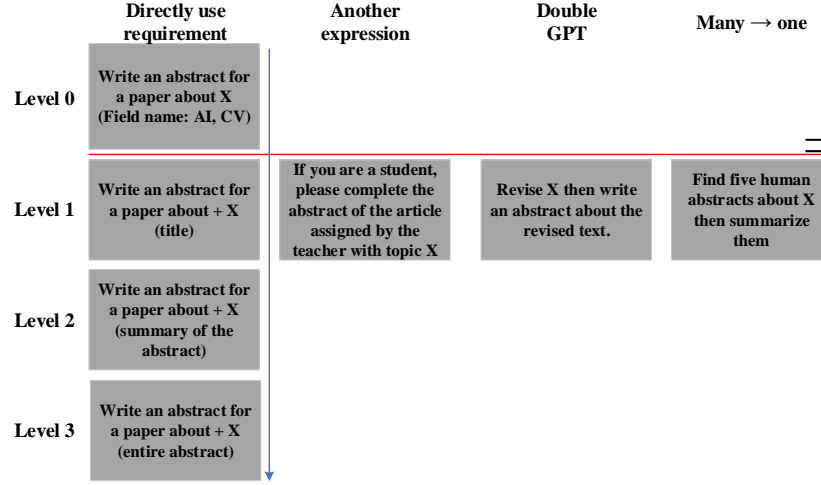 Directly use
requirement
Another
expression
Double
GPT
Many → one
Level 0
Write an abstract for
a paper about X
(Field name: AI, CV)
Level 1
Write an abstract for
a paper about + X
(title)
If you are a student,
please complete the
abstract of the article
assigned by the
teacher with topic X
Revise X then write
an abstract about the
revised text.
Find five human
abstracts about X
then summarize
them
Level 2
Write an abstract for
a paper about + X
(summary of the
abstract)
Level 3
Write an abstract for
a paper about + X
(entire abstract)